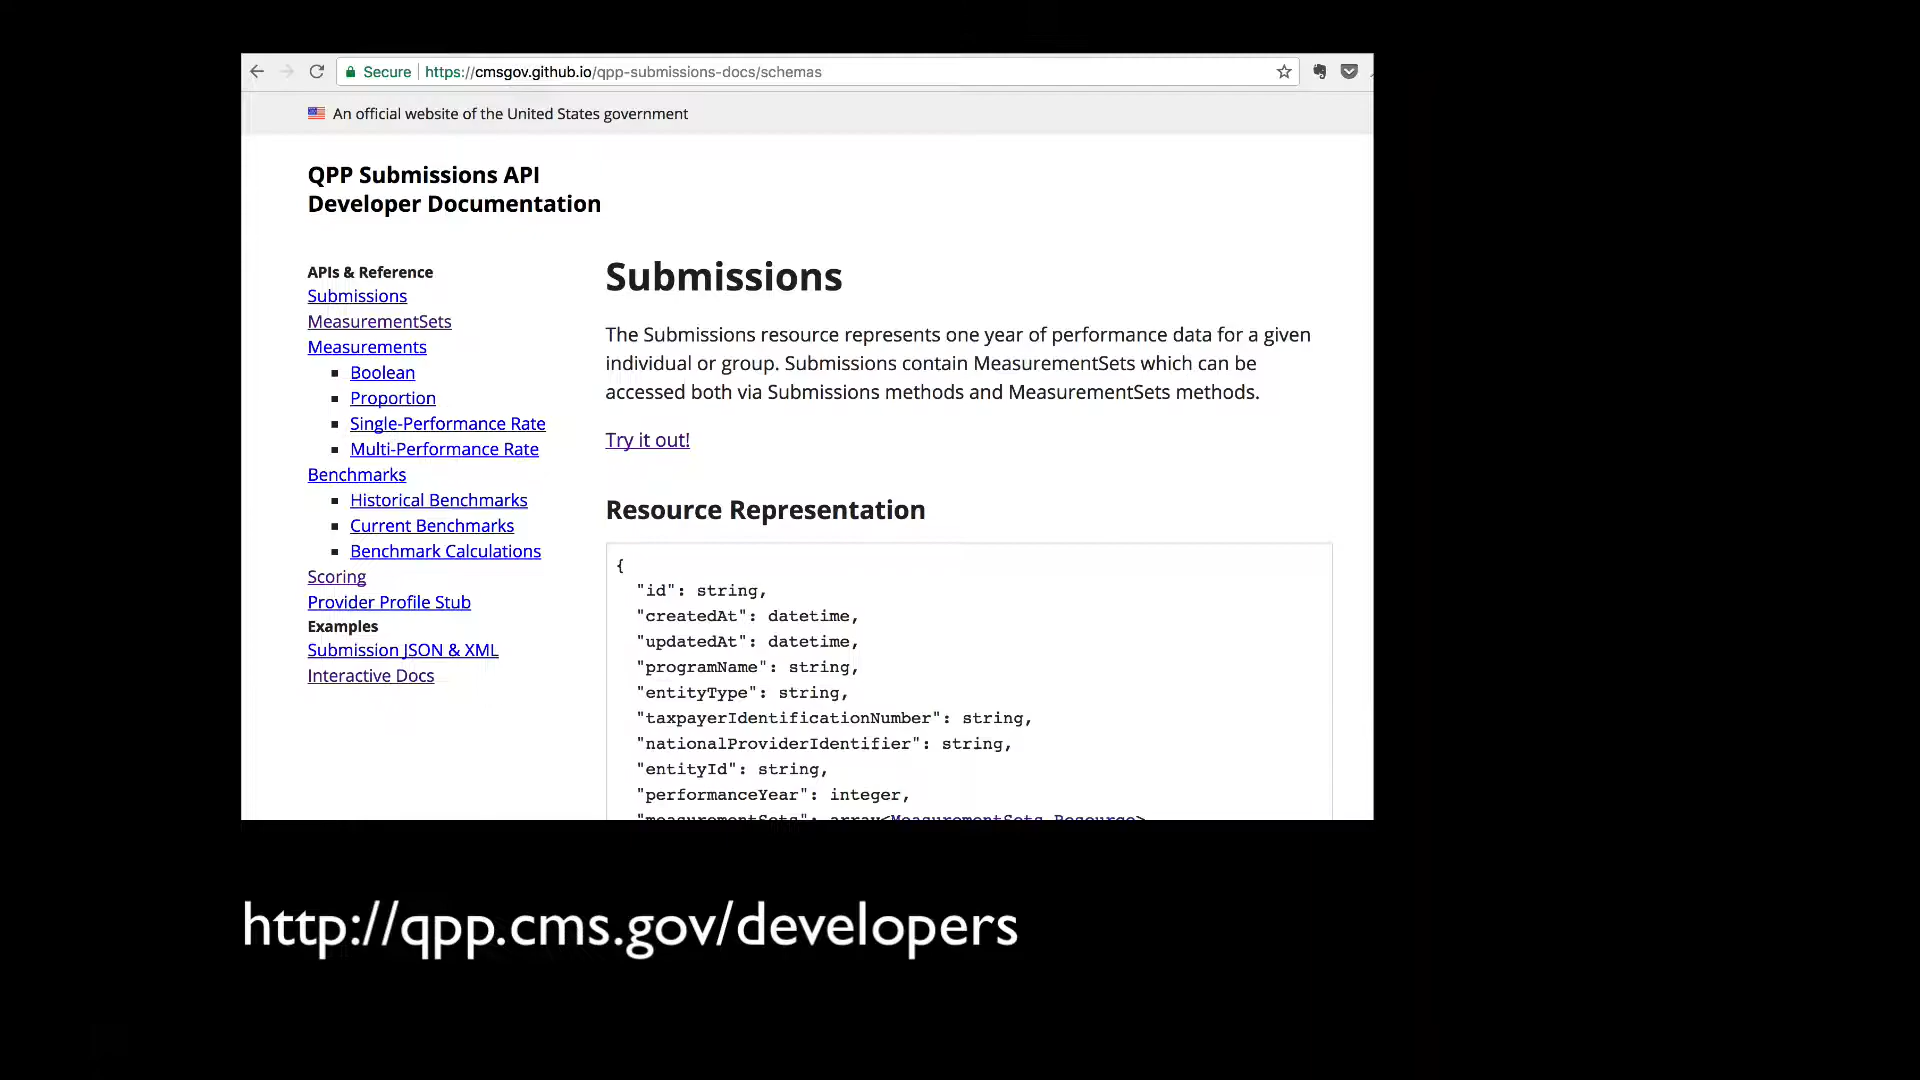 Secure https://cmsgov.github.io/qpp-submissions-docs/schemas
An official website of the United States government
QPP Submissions API
Developer Documentation
APIs & Reference
Submissions
MeasurementSets
Measurements
Boolean
Proportion
Single-Performance Rate
Multi-Performance Rate
Benchmarks
Historical Benchmarks
Current Benchmarks
Benchmark Calculations
Scoring
Provider Profile Stub
Examples
Submission JSON & XML
Interactive Docs
Submissions
The Submissions resource represents one year of performance data for a given
individual or group. Submissions contain MeasurementSets which can be
accessed both via Submissions methods and MeasurementSets methods.
Try it out!
Resource Representation
{
"id": string,
"createdAt": datetime,
"updatedAt": datetime,
"programName": string,
"entityType": string,
"taxpayerIdentificationNumber": string,
"nationalProviderIdentifier": string,
"entityId": string,
"performanceYear": integer,
"measurementSets": array<MeasurementSets Resource>
http://qpp.cms.gov/developers